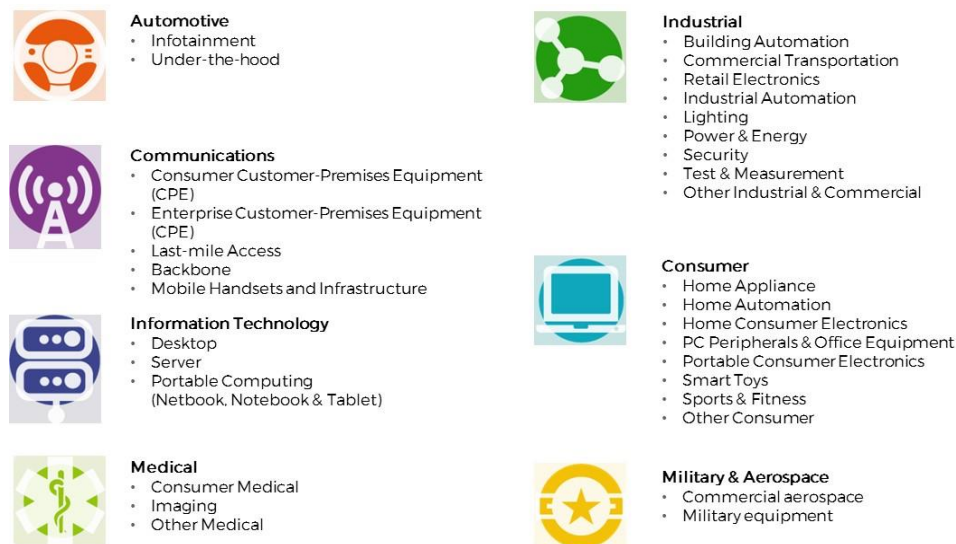 Automotive
• Infotainment
• Under-the-hood
Communications
• Consumer Customer-Premises Equipment
(CPE)
• Enterprise Customer-Premises Equipment
(CPE)
• Last-mile Access
• Backbone
• Mobile Handsets and Infrastructure
Information Technology
• Desktop
• Server
• Portable Computing
(Netbook, Notebook & Tablet)
Medical
• Consumer Medical
• Imaging
• Other Medical
Industrial
• Building Automation
• Commercial Transportation
• Retail Electronics
• Industrial Automation
• Lighting
• Power & Energy
• Security
• Test & Measurement
• Other Industrial & Commercial
Consumer
• Home Appliance
• Home Automation
• Home Consumer Electronics
• PC Peripherals & Office Equipment
• Portable Consumer Electronics
• Smart Toys
• Sports & Fitness
• Other Consumer
Military & Aerospace
• Commercial aerospace
• Military equipment